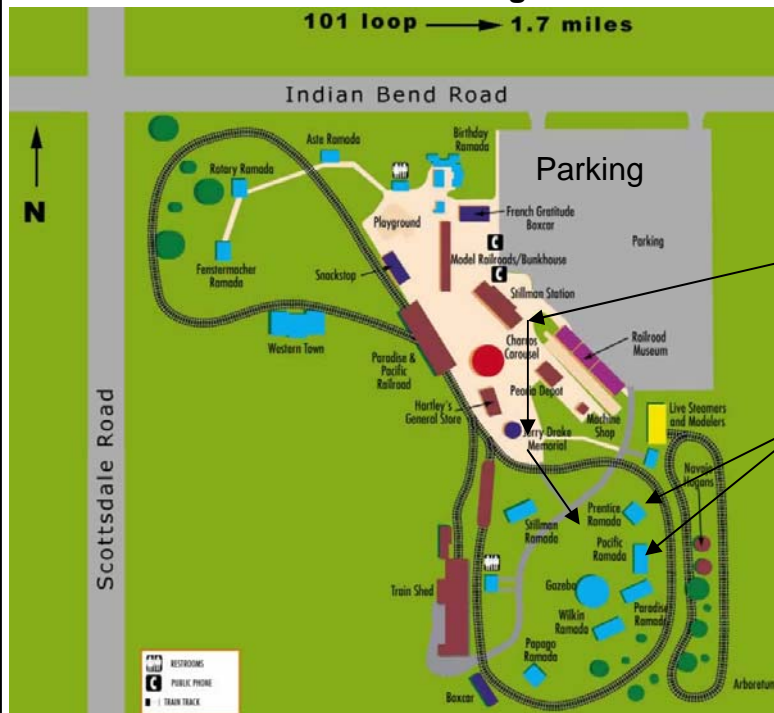 101 loop 1.7 miles
Indian Bend Road
Scottsdale Road
N
Parking
Parking
Aste Ramada
Birthday
Ramada
Rotary Ramada
Playground
French Gratitude
Boxcar
Fenstermacher
Ramada
Snackstop
Model Railroads/Bunkhouse
Stillman Station
Western Town
Paradise &
Pacific
Railroad
Charros
Carousel
Railroad
Museum
Peoria Depot
Hartley's
General Store
Machine
Shop
Live Steamers
and Modelers
Jerry Drake
Memorial
Navajo
Hogans
Prentice
Ramada
Stillman
Ramada
Pacific
Ramada
Train Shed
Gazebo
Paradise
Ramada
Wilkin
Ramada
Papago
Ramada
Boxcar
Arboretum
RESTROOMS
PUBLIC PHONE
TRAIN TRACK